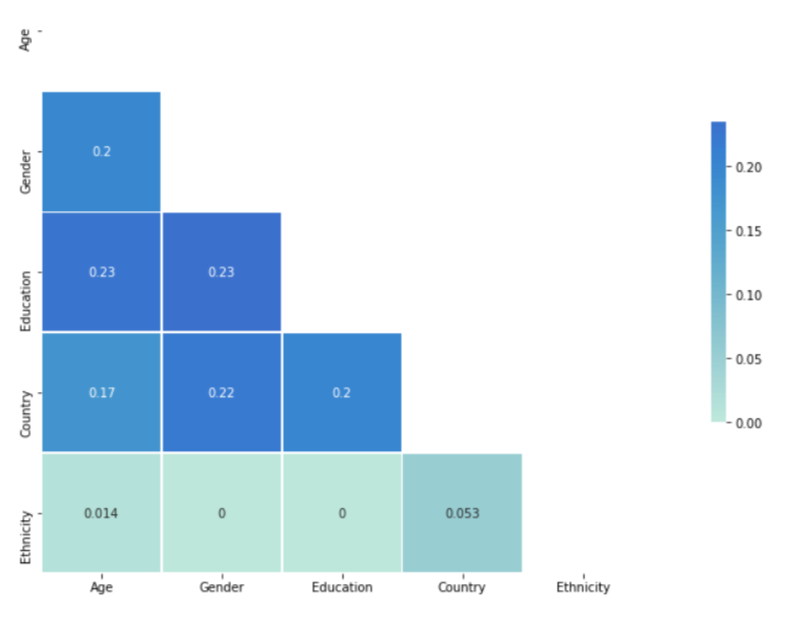 Age
Gender
0.2
Education
0.23 0.23
Country
0.17 0.22 0.2
Ethnicity
0.014 0 0 0.053
Age Gender Education Country Ethnicity
0.20
0.15
0.10
0.05
0.00